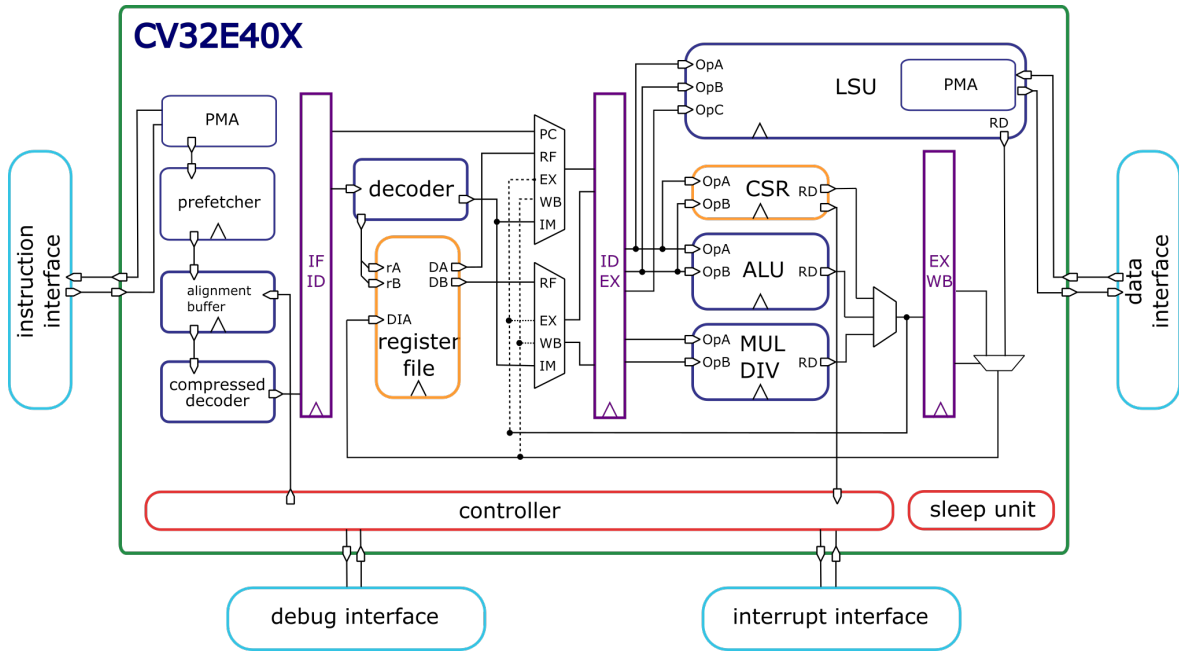 CV32E40X
instruction
interface
PMA
prefetcher
alignment
buffer
compressed
decoder
IF
ID
decoder
rA
rB
DIA
DA
DB
register
file
PC
RF
EX
WB
IM
RF
EX
WB
IM
ID
EX
OpA
OpB
OpC
LSU
PMA
RD
OpA
OpB
CSR
RD
OpA
OpB
ALU
RD
OpA
OpB
MUL
DIV
RD
EX
WB
data
interface
controller
sleep unit
debug interface
interrupt interface